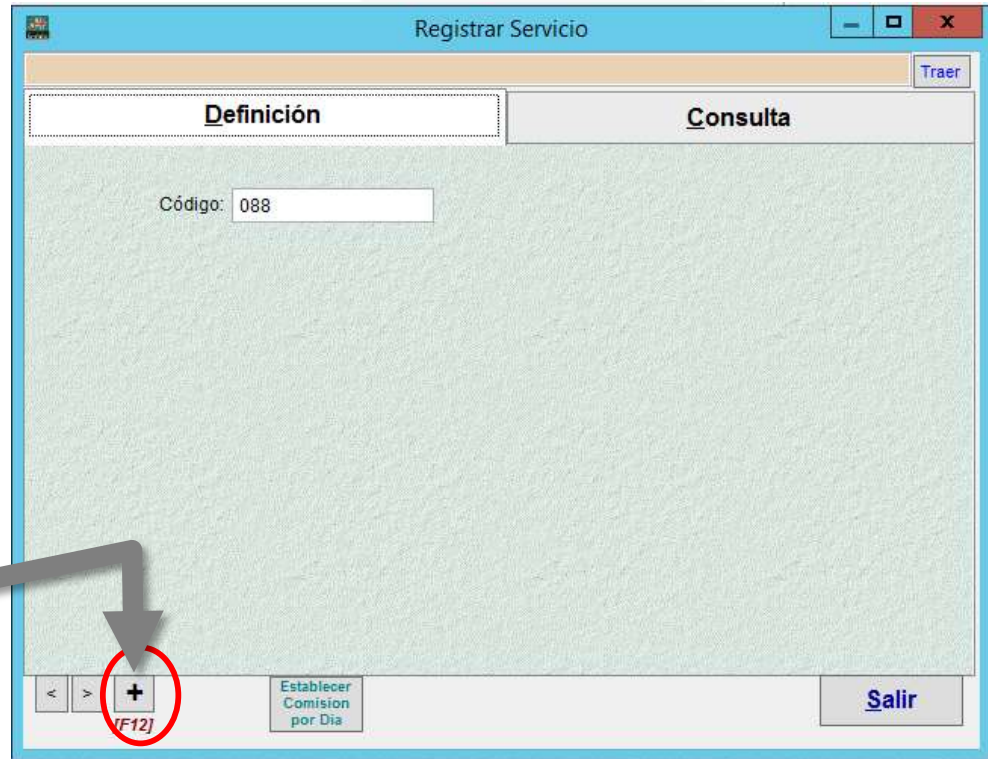 Registrar Servicio
x
Traer
Definición
Consulta
Código: 088
< > +
[F12]
Establecer
Comision
por Dia
Salir